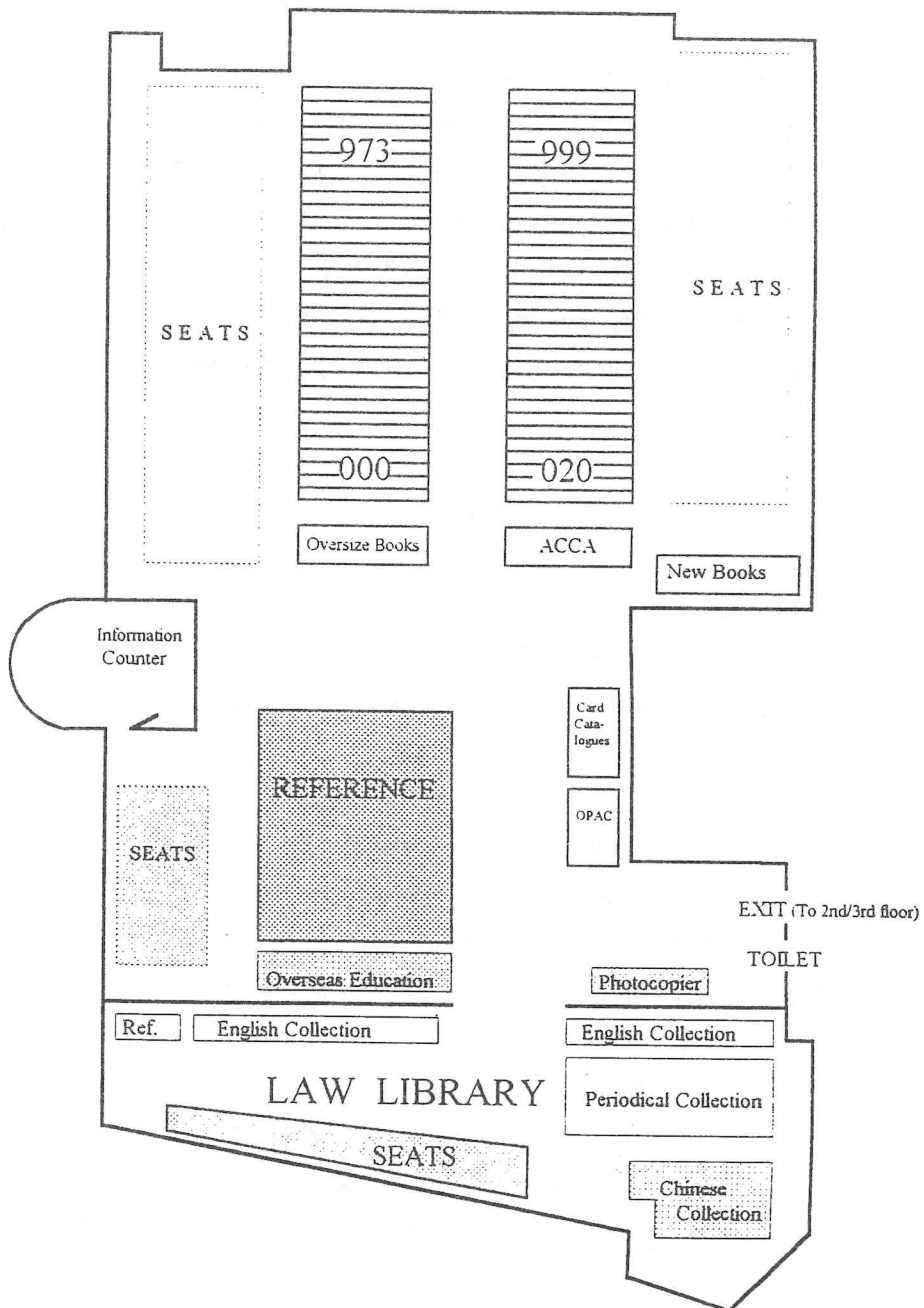 973
999
SEATS
SEATS
000
020
Oversize Books
ACCA
New Books
Information
Counter
Card
Cata-
logues
REFERENCE
OPAC
SEATS
EXIT (To 2nd/3rd floor)
TOILET
Overseas Education
Photocopier
Ref.
English Collection
English Collection
LAW LIBRARY
Periodical Collection
SEATS
Chinese
Collection